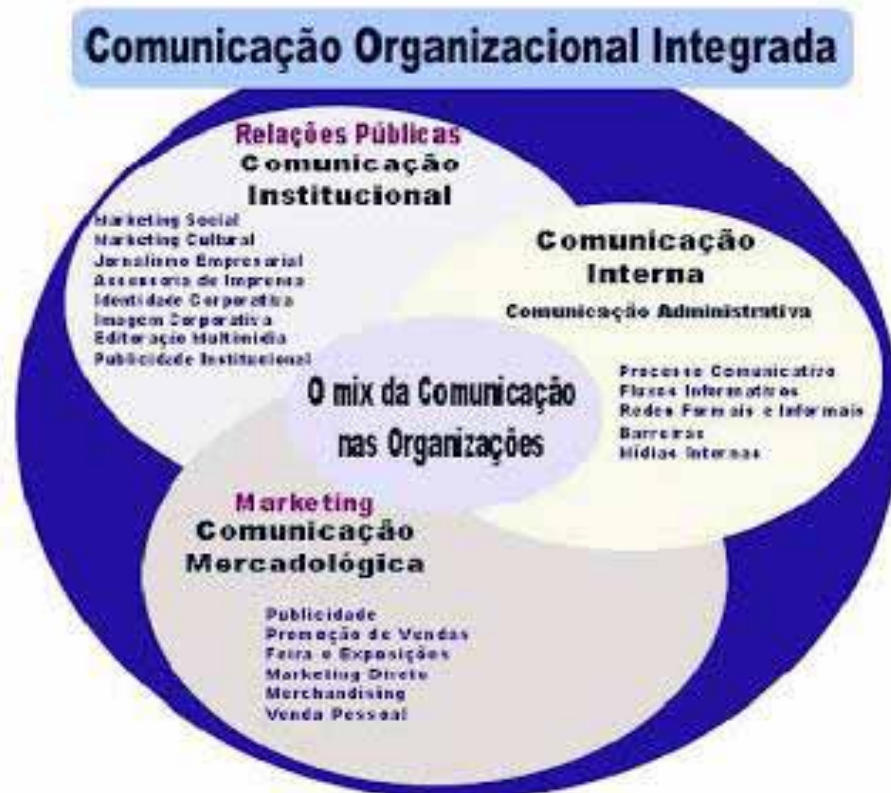 Comunicação Organizacional Integrada
Relações Públicas
Comunicação
Institucional
Marketing Social
Marketing Cultural
Jornalismo Empresarial
Assessoria de Imprensa
Identidade Corporativa
Imagem Corporativa
Editoração Multimídia
Publicidade Institucional
Comunicação
Interna
Comunicação Administrativa
Processo Comunicativo
Fluxos Informativos
Redes Formais e Informais
Barreiras
Mídias Internas
O mix da Comunicação
nas Organizações
Marketing
Comunicação
Mercadológica
Publicidade
Promoção de Vendas
Feira e Exposições
Marketing Direto
Merchandising
Venda Pessoal